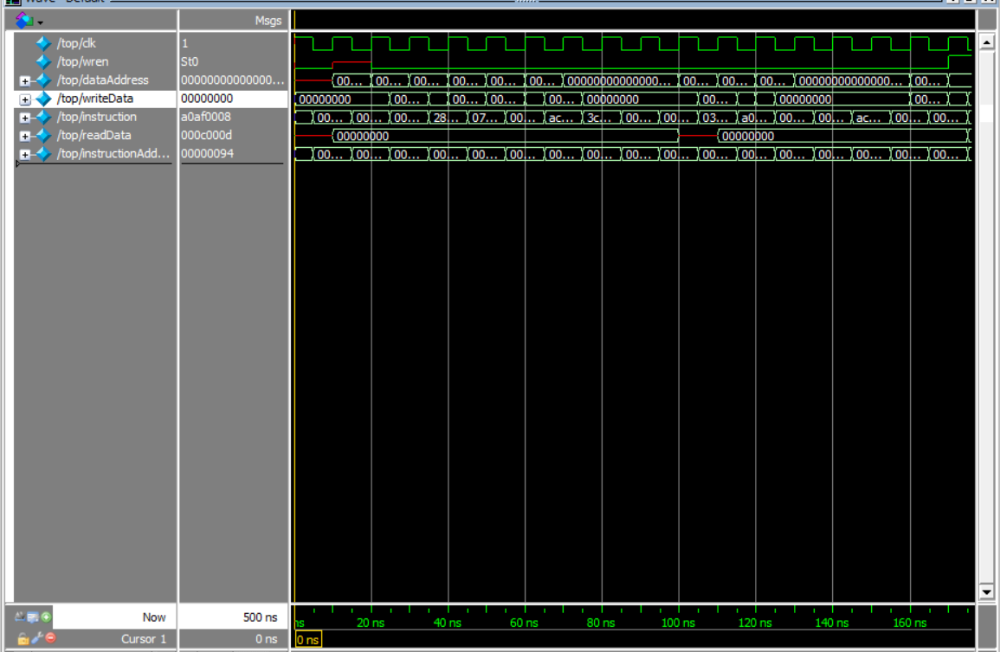 Wave - Default
Msgs
/top/clk 1
/top/wren St0
/top/dataAddress 00000000000000... 00... 00... 00... 00... 00... 00... 00000000000000... 00... 00... 00... 00000000000000... 00...
/top/writeData 00000000 00000000 00... 00... 00... 00... 00000000 00... 00000000 00...
/top/instruction a0af0008 00... 00... 00... 28... 07... 00... ac... 3c... 00... 00... 03... a0... 00... 00... ac... 00... 00...
/top/readData 000c000d 00000000 00000000
/top/instructionAdd... 00000094 00... 00... 00... 00... 00... 00... 00... 00... 00... 00... 00... 00... 00... 00... 00... 00... 00...
Now 500 ns ns 20 ns 40 ns 60 ns 80 ns 100 ns 120 ns 140 ns 160 ns
Cursor 1 0 ns 0 ns